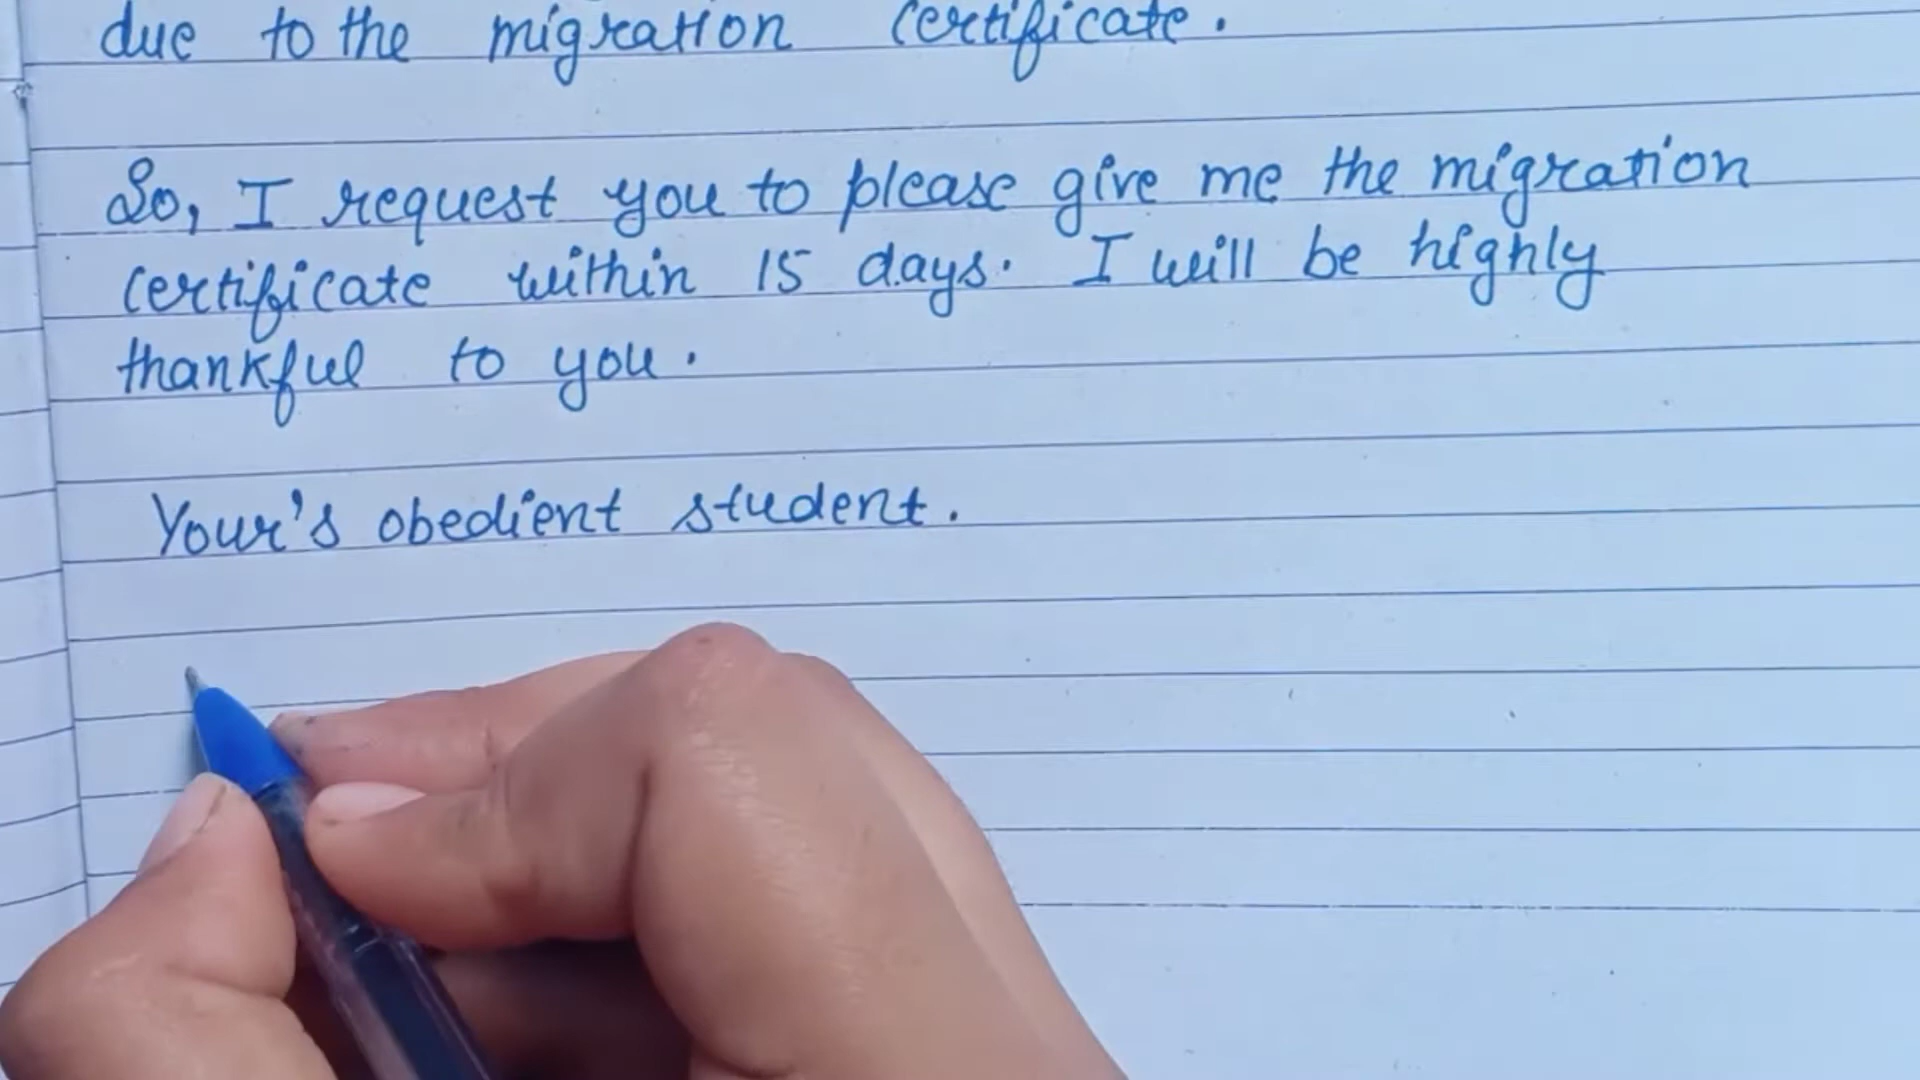 due to the migration certificate.
So, I request you to please give me the migration
certificate within 15 days. I will be highly
thankful to you.
Your's obedient student.